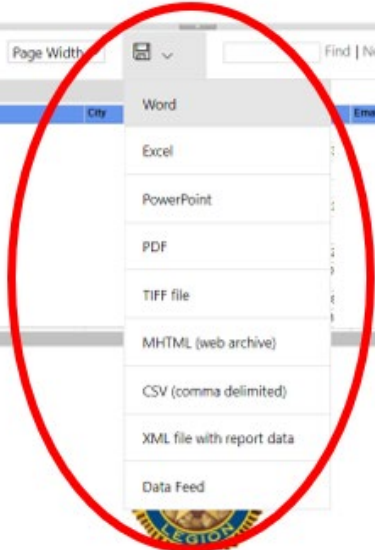 Page Width
Find | N
City
Ema
Word
Excel
PowerPoint
PDF
TIFF file
MHTML (web archive)
CSV (comma delimited)
XML file with report data
Data Feed
LEGION